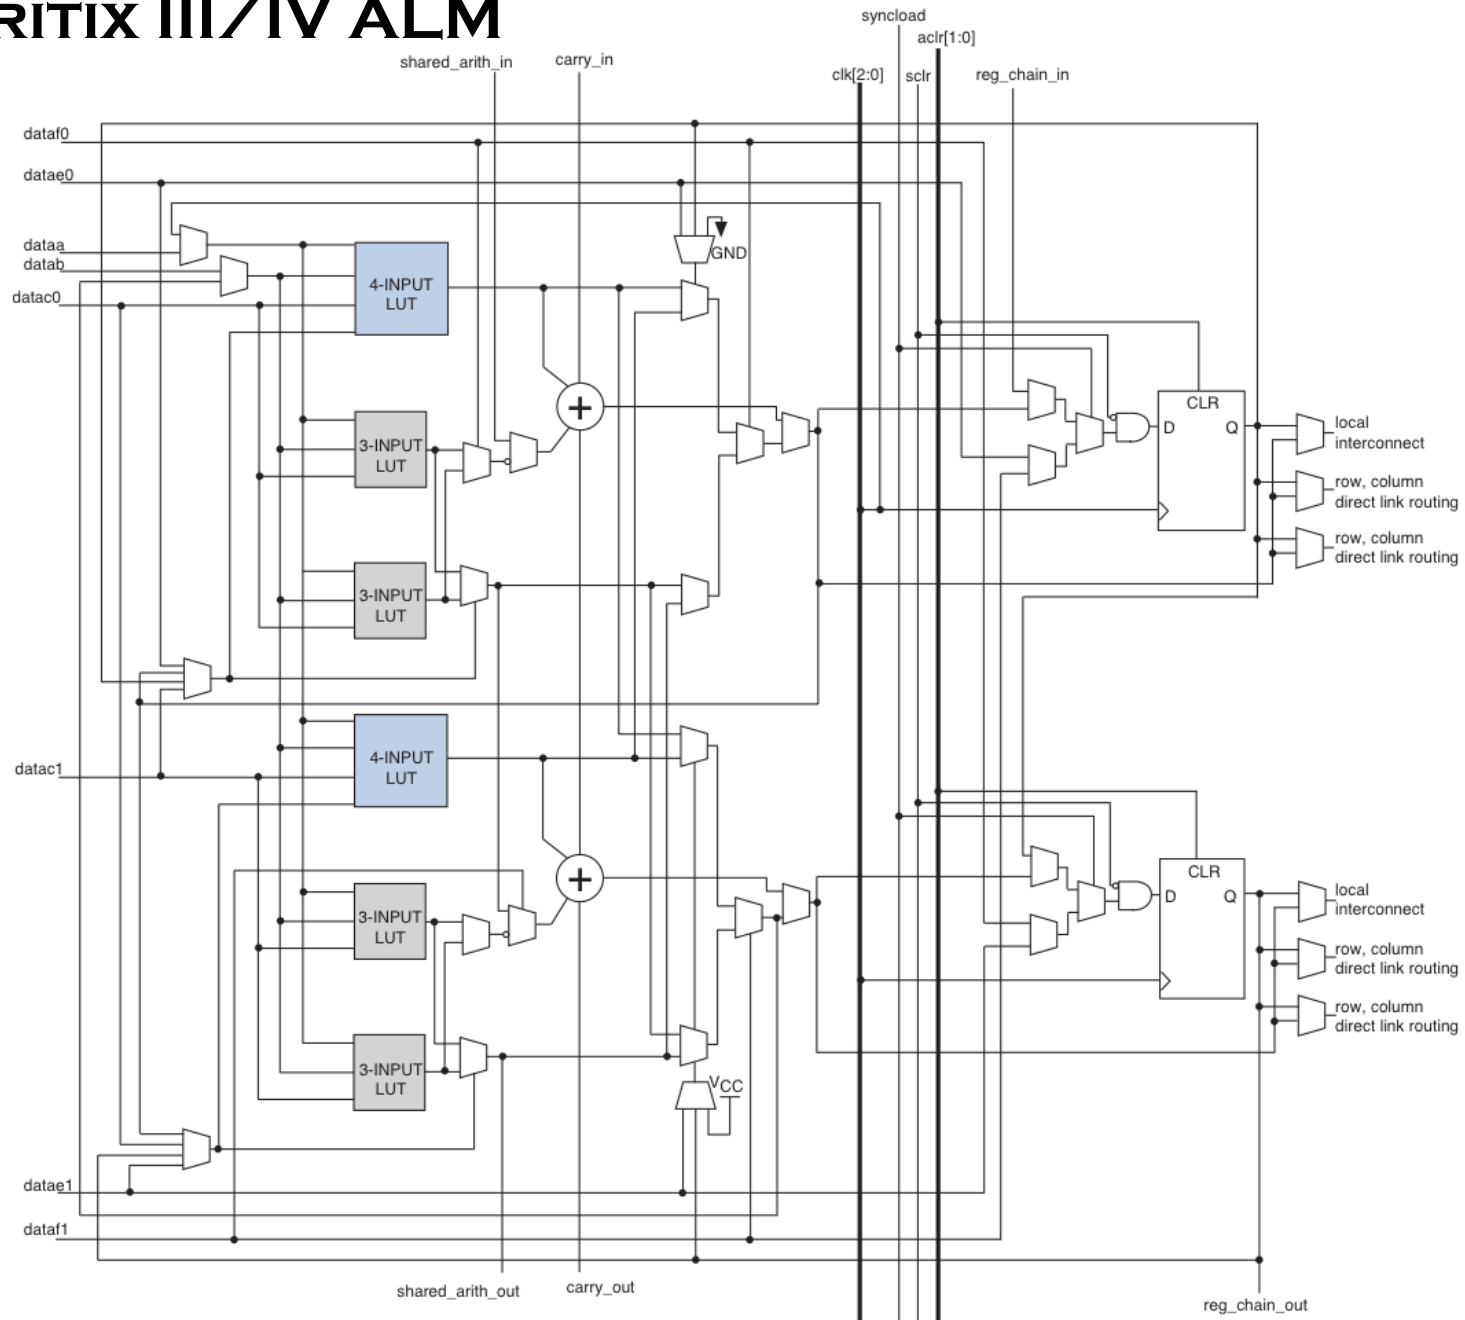 RITIX III/IV ALM
syncload
aclr[1:0]
shared_arith_in
carry_in
clk[2:0]
sclr
reg_chain_in
dataf0
datae0
dataa
datab
datac0
GND
4-INPUT
LUT
3-INPUT
LUT
+
CLR
D
Q
local
interconnect
row, column
direct link routing
row, column
direct link routing
3-INPUT
LUT
4-INPUT
LUT
datac1
3-INPUT
LUT
+
CLR
D
Q
local
interconnect
row, column
direct link routing
row, column
direct link routing
3-INPUT
LUT
VCC
datae1
dataf1
shared_arith_out
carry_out
reg_chain_out